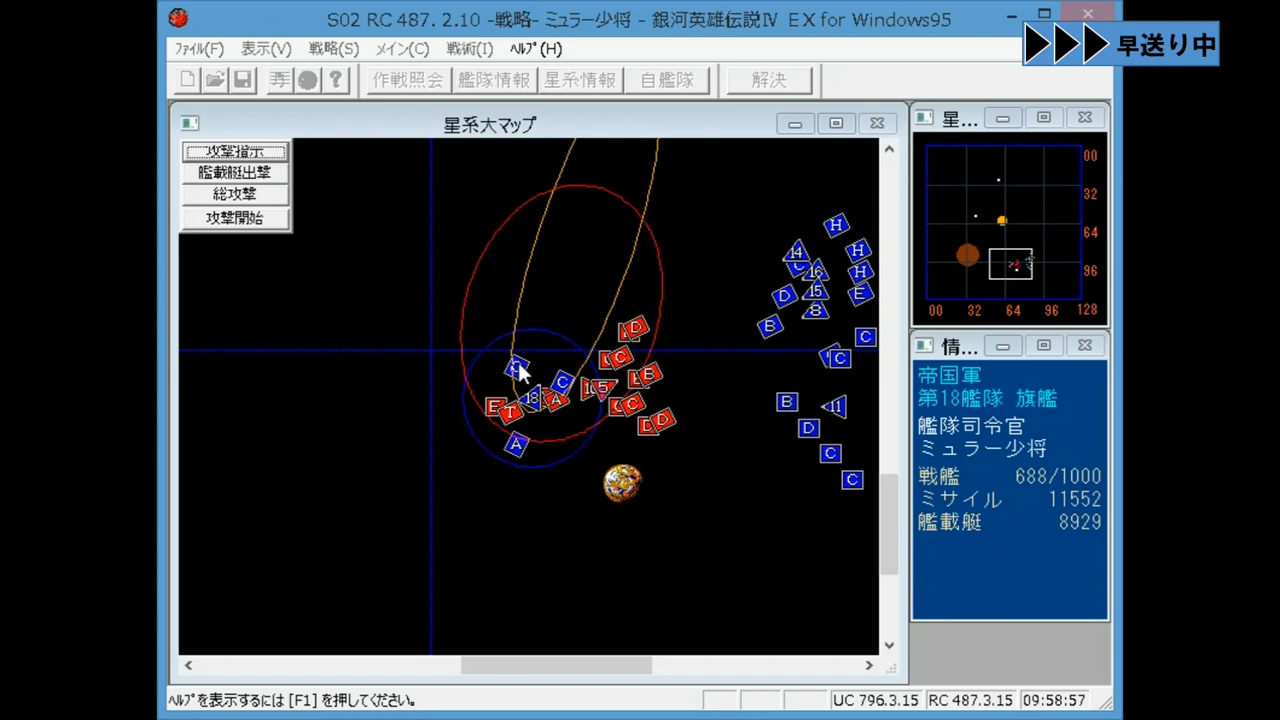 S02 RC 487. 2.10 -戦略- ミュラー少将 - 銀河英雄伝説Ⅳ EX for Windows95
早送り中
ﾌｧｲﾙ(F) 表示(V) 戦略(S) メイン(C) 戦術(I) ﾍﾙﾌﾟ(H)
作戦照会 艦隊情報 星系情報 自艦隊 解決
星系大マップ
攻撃指示
艦載艇出撃
総攻撃
攻撃開始
H
14 H
C 16 H
D 15 E
8
B
C
C
B 11
D
C
C
D
C
B
C
D
C
C
18 A
E T
A
星...
00
32
64
96
00 32 64 96 128
情...
帝国軍
第18艦隊 旗艦
艦隊司令官
ミュラー少将
戦艦 688/1000
ミサイル 11552
艦載艇 8929
ﾍﾙﾌﾟを表示するには [F1] を押してください。
UC 796.3.15 RC 487.3.15 09:58:57